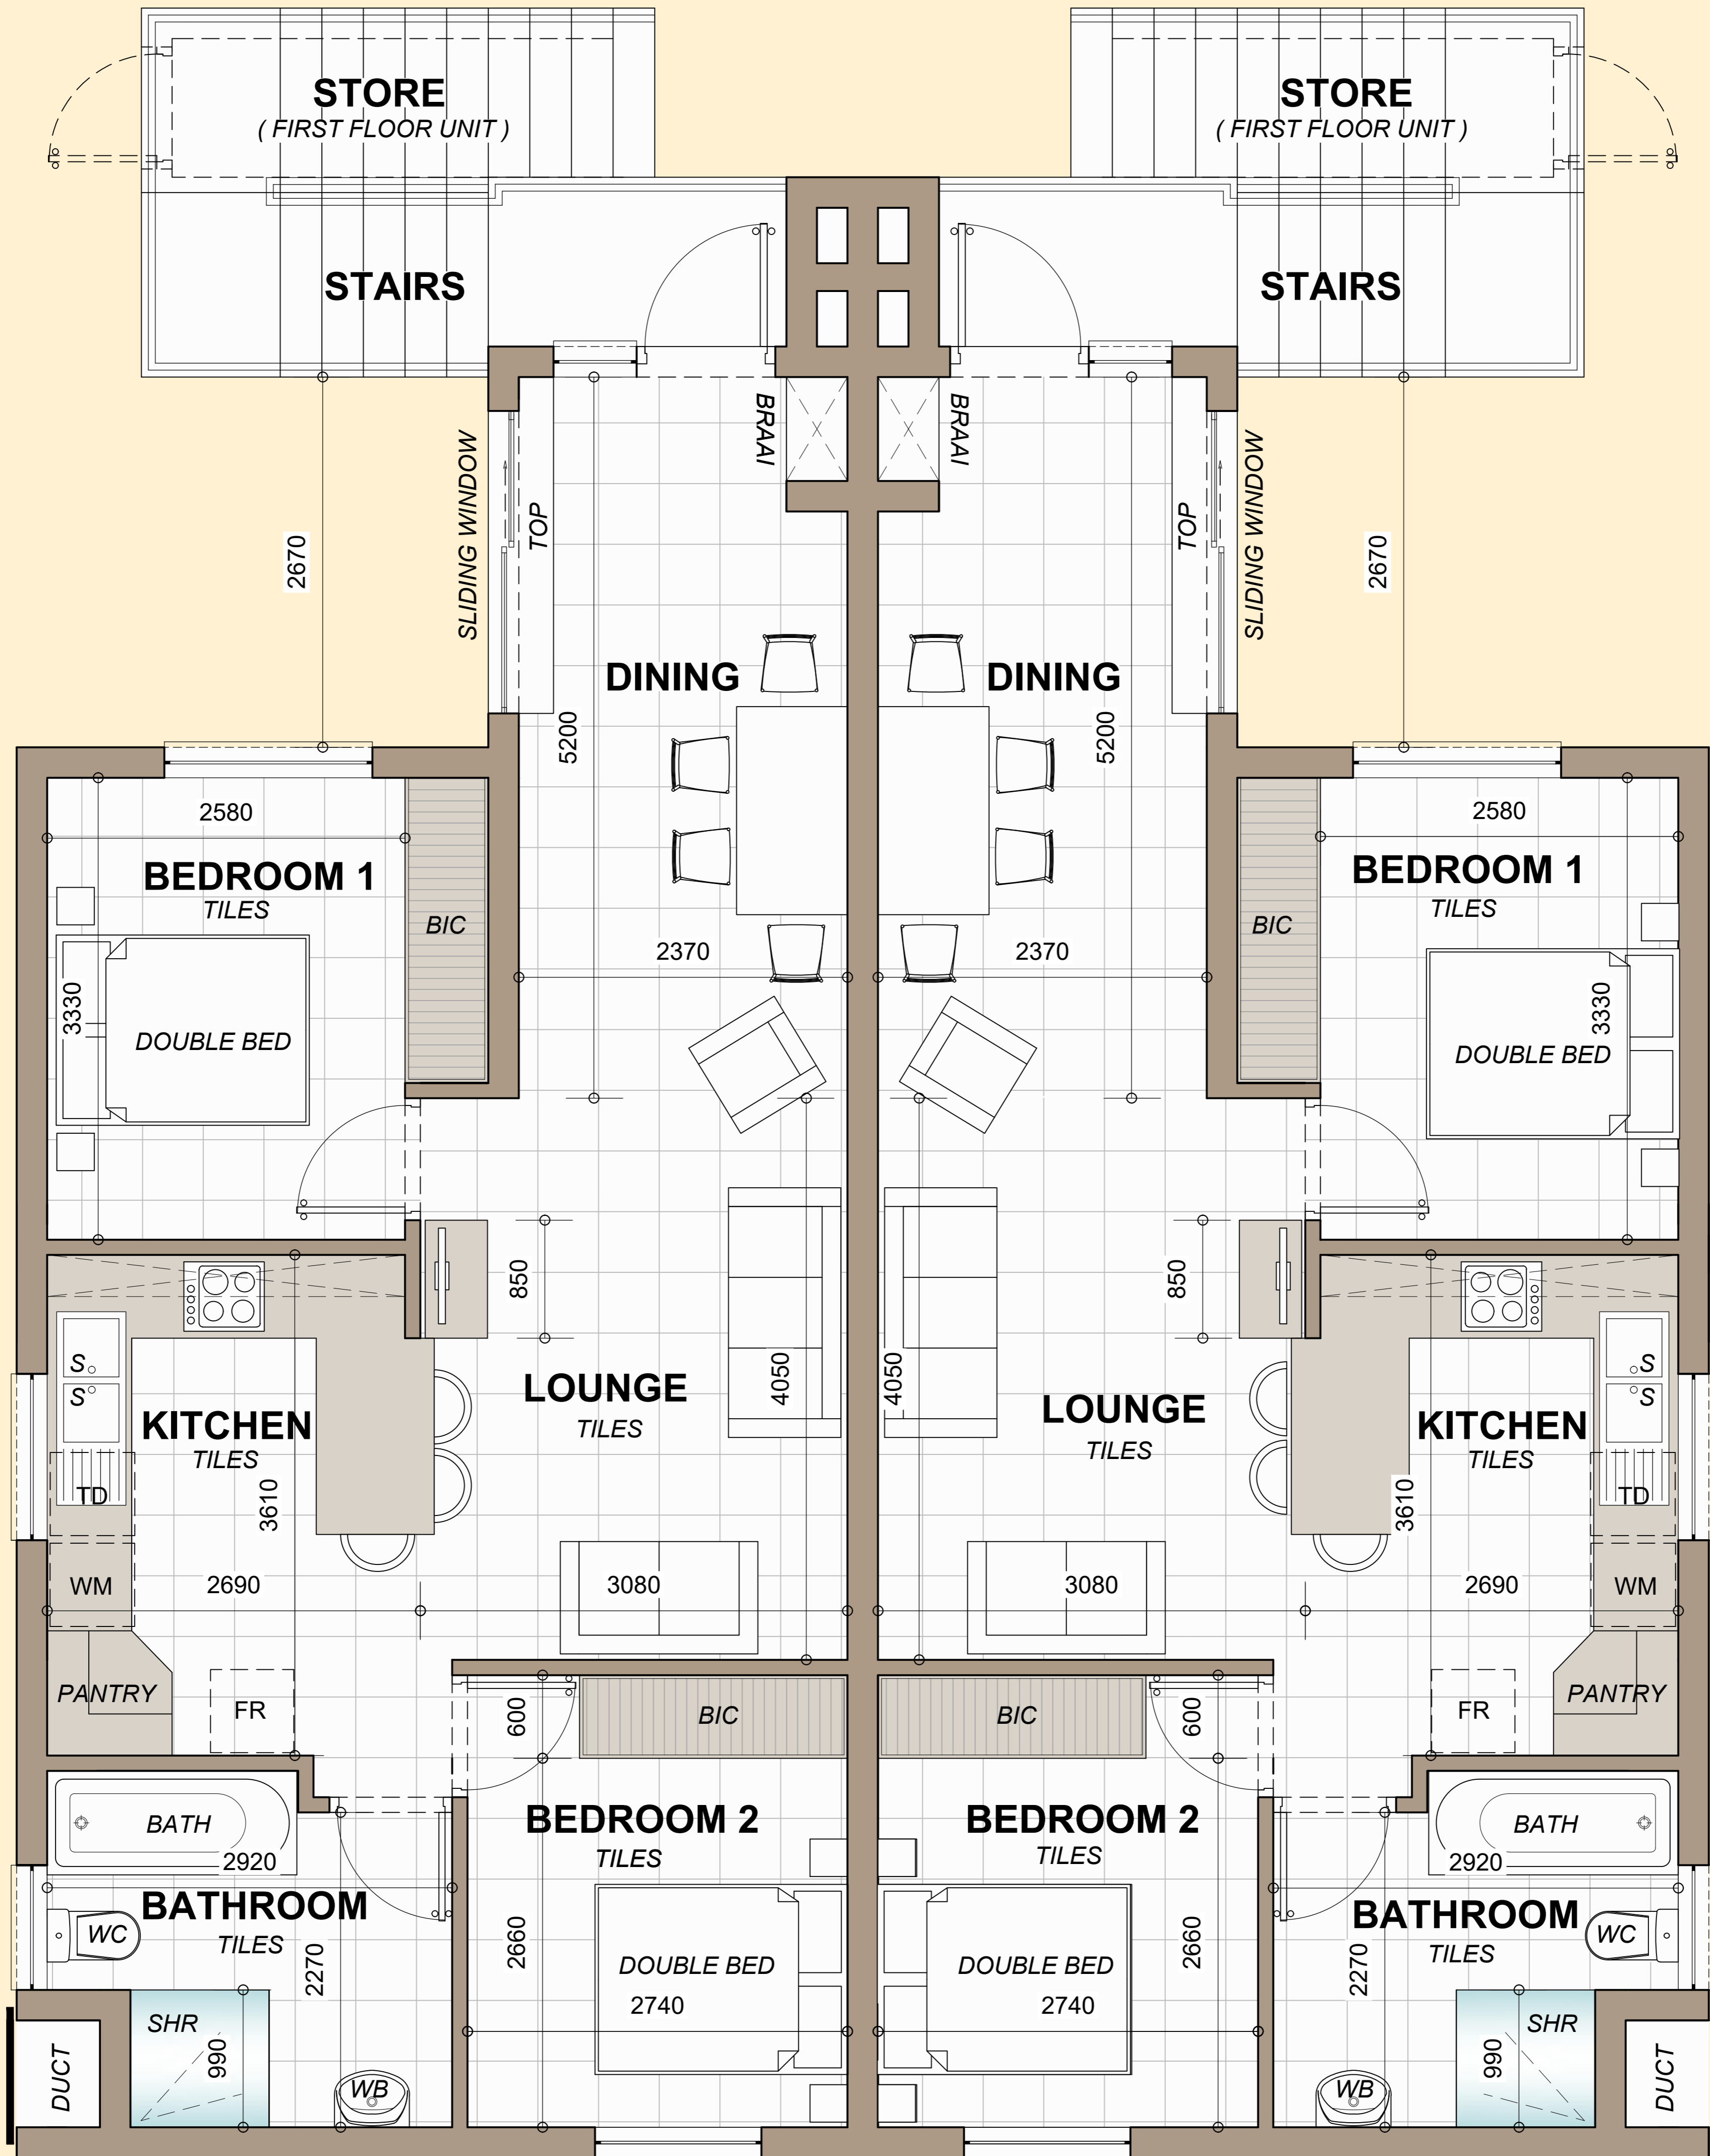 STORE
( FIRST FLOOR UNIT )
STORE
( FIRST FLOOR UNIT )
STAIRS
STAIRS
BRAAI
BRAAI
SLIDING WINDOW
TOP
TOP
SLIDING WINDOW
2670
2670
DINING
DINING
5200
5200
2580
2580
BEDROOM 1
TILES
BEDROOM 1
TILES
BIC
BIC
2370
2370
3330
3330
DOUBLE BED
DOUBLE BED
850
850
S
S
S
S
4050
4050
LOUNGE
TILES
LOUNGE
TILES
KITCHEN
TILES
KITCHEN
TILES
TD
TD
3610
3610
WM
2690
3080
3080
2690
WM
PANTRY
FR
600
BIC
BIC
600
FR
PANTRY
BATH
BATH
BEDROOM 2
TILES
BEDROOM 2
TILES
2920
2920
BATHROOM
TILES
BATHROOM
TILES
WC
WC
2270
2660
2660
2270
DOUBLE BED
DOUBLE BED
2740
2740
SHR
SHR
990
990
DUCT
DUCT
WB
WB